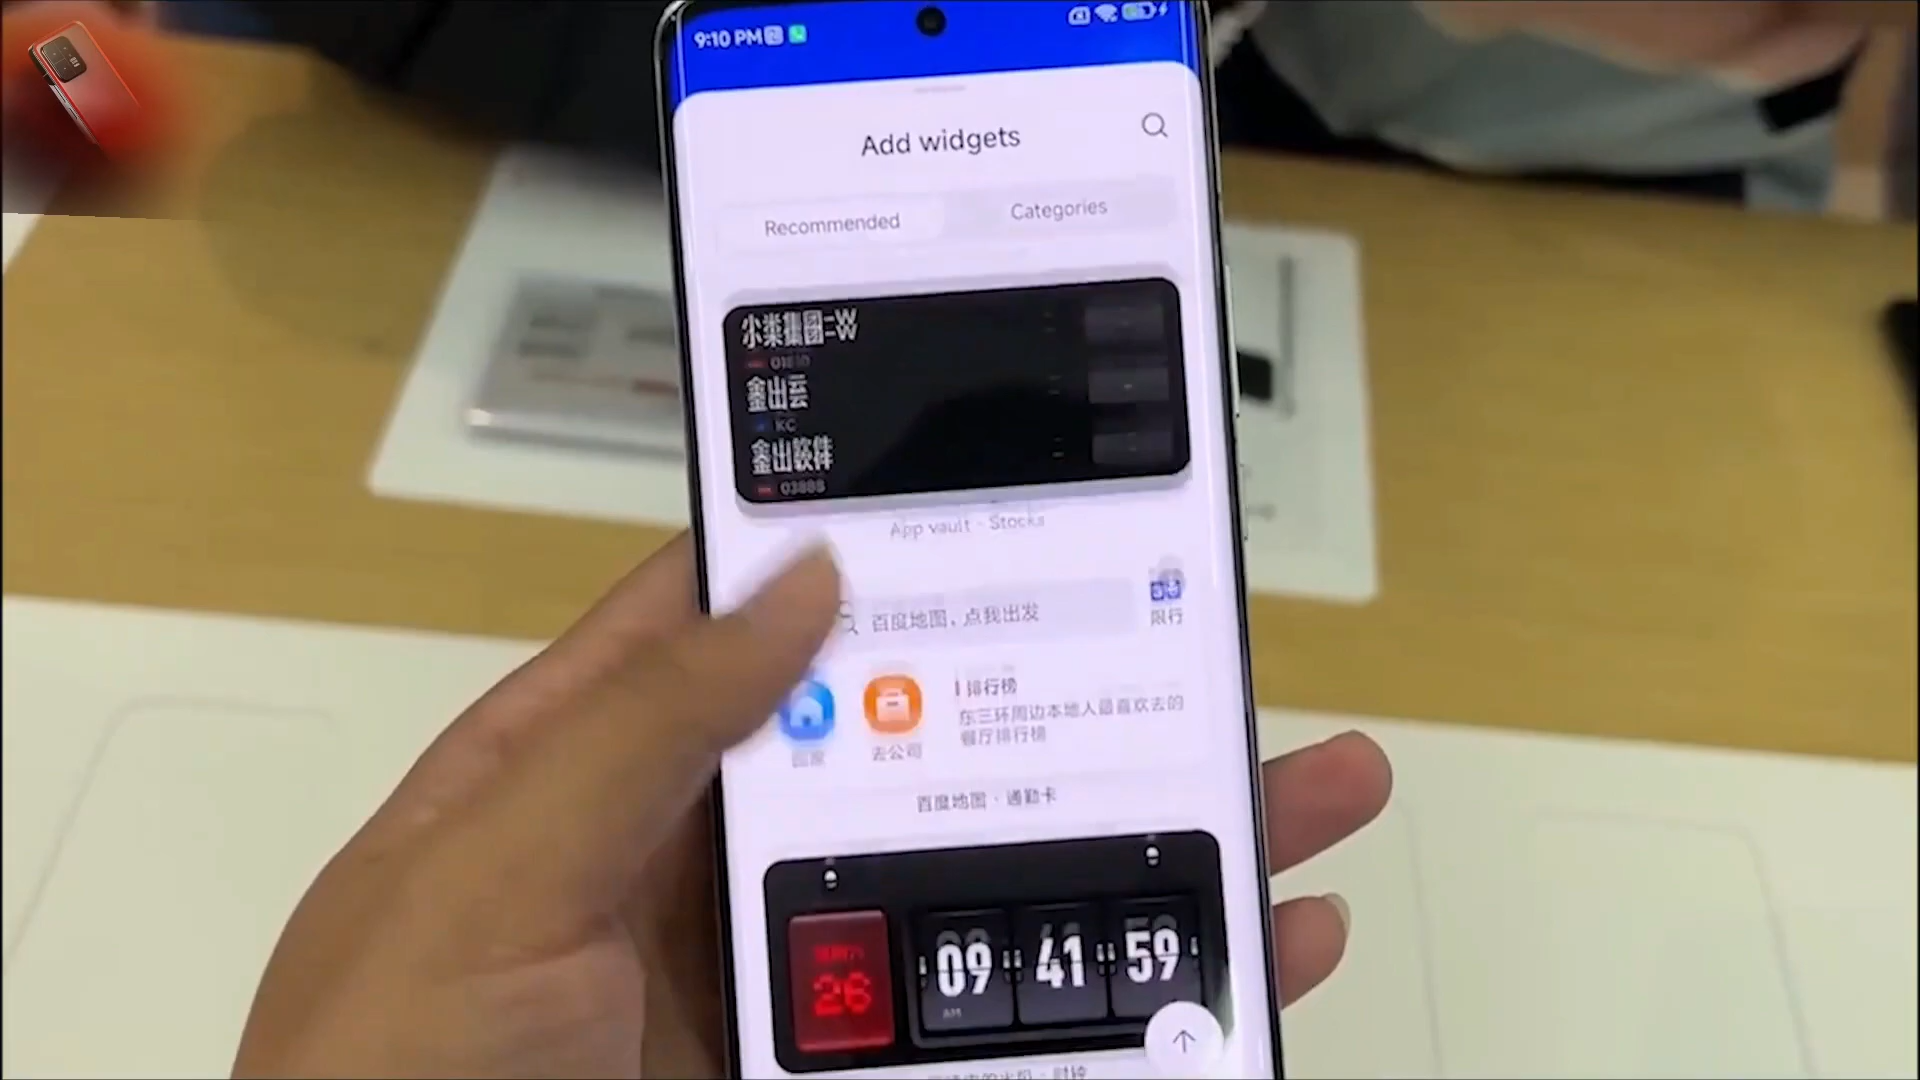 9:10 PM
Add widgets
Recommended
Categories
小米集团-W
金山云
KC
金山软件
03888
App vault · Stocks
百度地图，点我出发
限行
回家
去公司
排行榜
东三环周边本地人最喜欢去的
餐厅排行榜
百度地图 · 通勤卡
26
09 41 59
AM